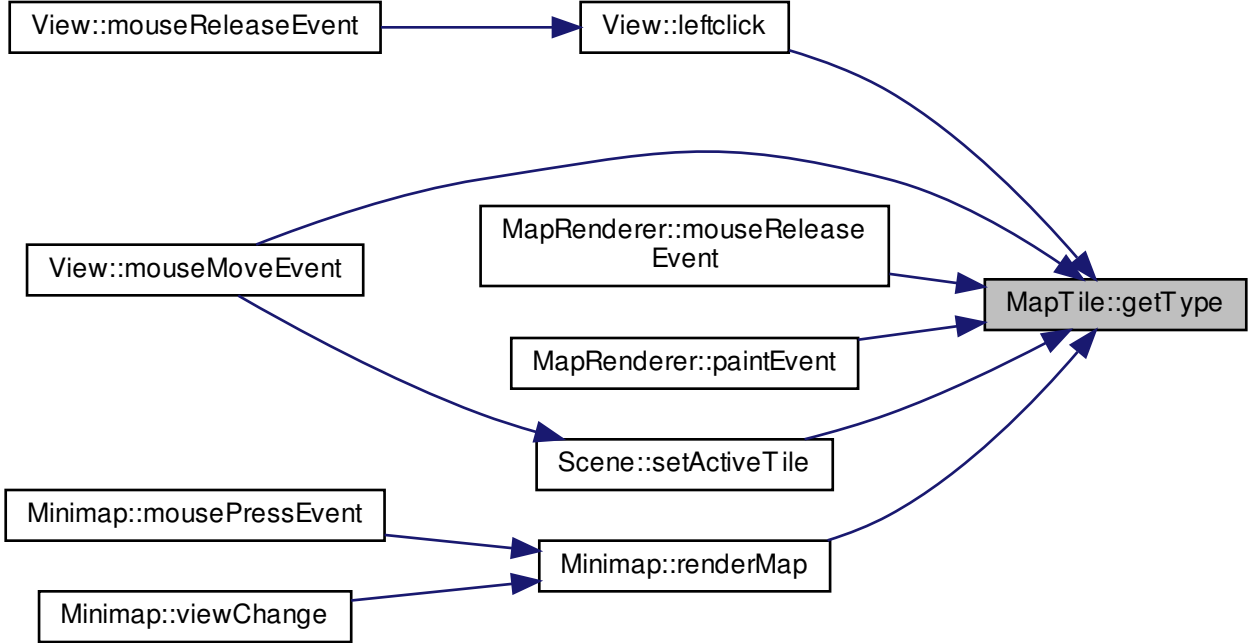 View::mouseReleaseEvent
View::leftclick
MapRenderer::mouseRelease
Event
View::mouseMoveEvent
MapTile::getType
MapRenderer::paintEvent
Scene::setActiveTile
Minimap::mousePressEvent
Minimap::renderMap
Minimap::viewChange